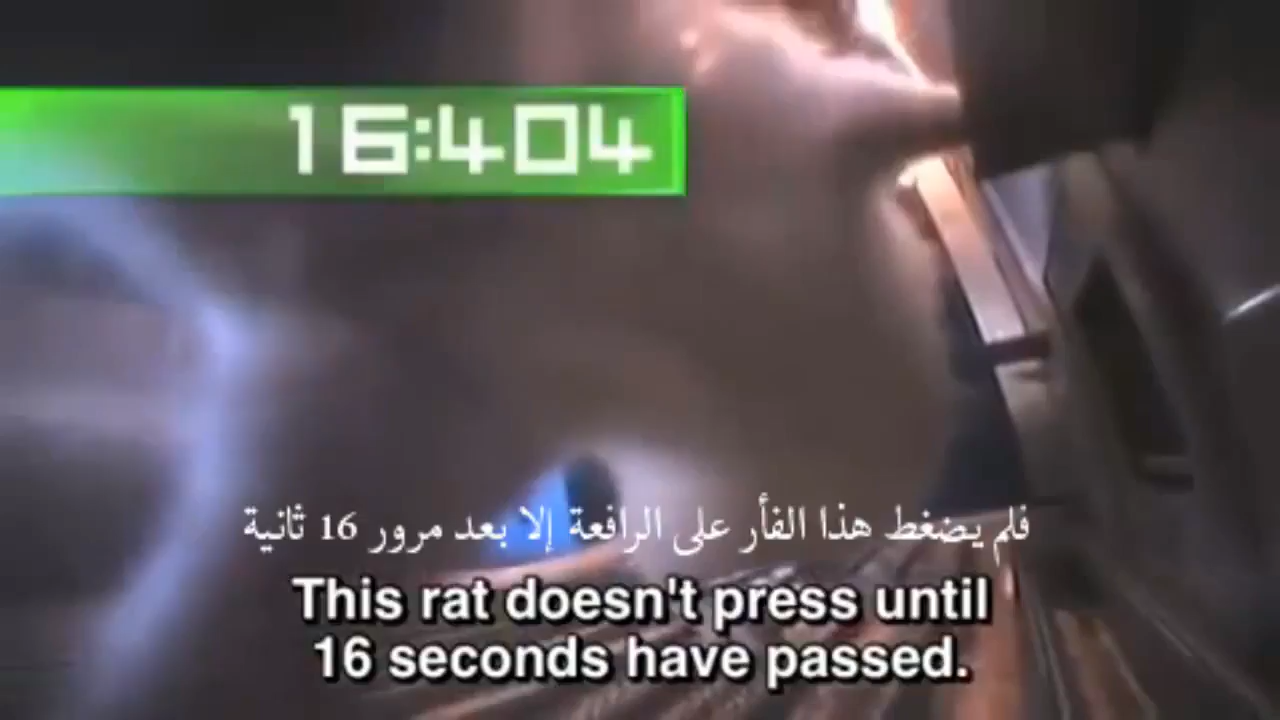 16:404
فلم يضغط هذا الفأر على الرافعة إلا بعد مرور 16 ثانية
This rat doesn't press until
16 seconds have passed.